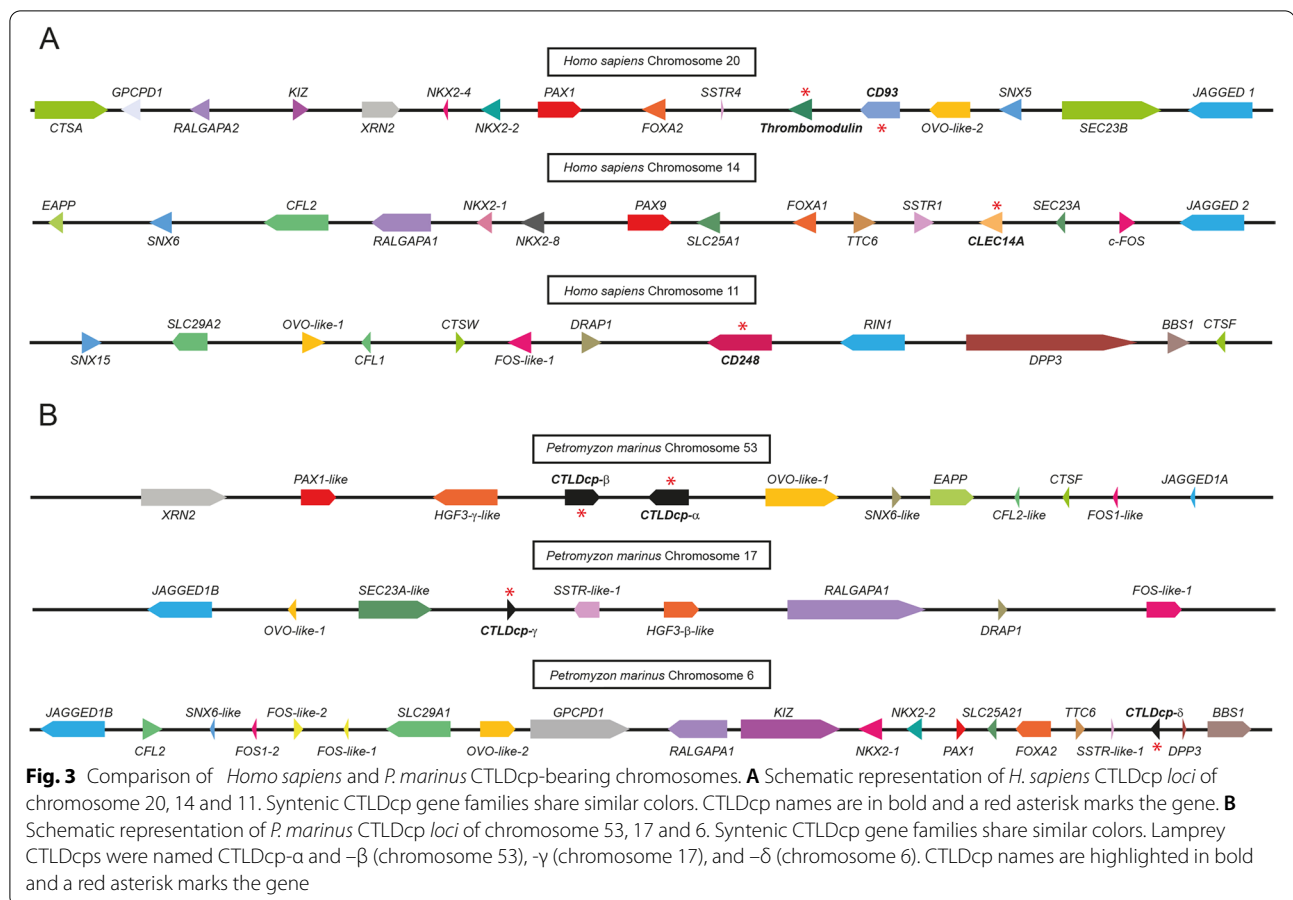 A
Homo sapiens Chromosome 20
GPCPD1 KIZ NKX2-4 PAX1 SSTR4 * CD93 SNX5 JAGGED 1
CTSA RALGAPA2 XRN2 NKX2-2 FOXA2 Thrombomodulin * OVO-like-2 SEC23B
Homo sapiens Chromosome 14
EAPP CFL2 NKX2-1 PAX9 FOXA1 SSTR1 * SEC23A JAGGED 2
SNX6 RALGAPA1 NKX2-8 SLC25A1 TTC6 CLEC14A c-FOS
Homo sapiens Chromosome 11
SLC29A2 OVO-like-1 CTSW DRAP1 * RIN1 BBS1 CTSF
SNX15 CFL1 FOS-like-1 CD248 DPP3
B
Petromyzon marinus Chromosome 53
PAX1-like CTLDcp-β * OVO-like-1 EAPP CTSF JAGGED1A
XRN2 HGF3-γ-like * CTLDcp-α SNX6-like CFL2-like FOS1-like
Petromyzon marinus Chromosome 17
JAGGED1B SEC23A-like * SSTR-like-1 RALGAPA1 FOS-like-1
OVO-like-1 CTLDcp-γ HGF3-β-like DRAP1
Petromyzon marinus Chromosome 6
JAGGED1B SNX6-like FOS-like-2 SLC29A1 GPCPD1 KIZ NKX2-2 SLC25A21 TTC6 CTLDcp-δ BBS1
CFL2 FOS1-2 FOS-like-1 OVO-like-2 RALGAPA1 NKX2-1 PAX1 FOXA2 SSTR-like-1 * DPP3
Fig. 3 Comparison of Homo sapiens and P. marinus CTLDcp-bearing chromosomes. A Schematic representation of H. sapiens CTLDcp loci of
chromosome 20, 14 and 11. Syntenic CTLDcp gene families share similar colors. CTLDcp names are in bold and a red asterisk marks the gene. B
Schematic representation of P. marinus CTLDcp loci of chromosome 53, 17 and 6. Syntenic CTLDcp gene families share similar colors. Lamprey
CTLDcps were named CTLDcp-α and –β (chromosome 53), -γ (chromosome 17), and –δ (chromosome 6). CTLDcp names are highlighted in bold
and a red asterisk marks the gene